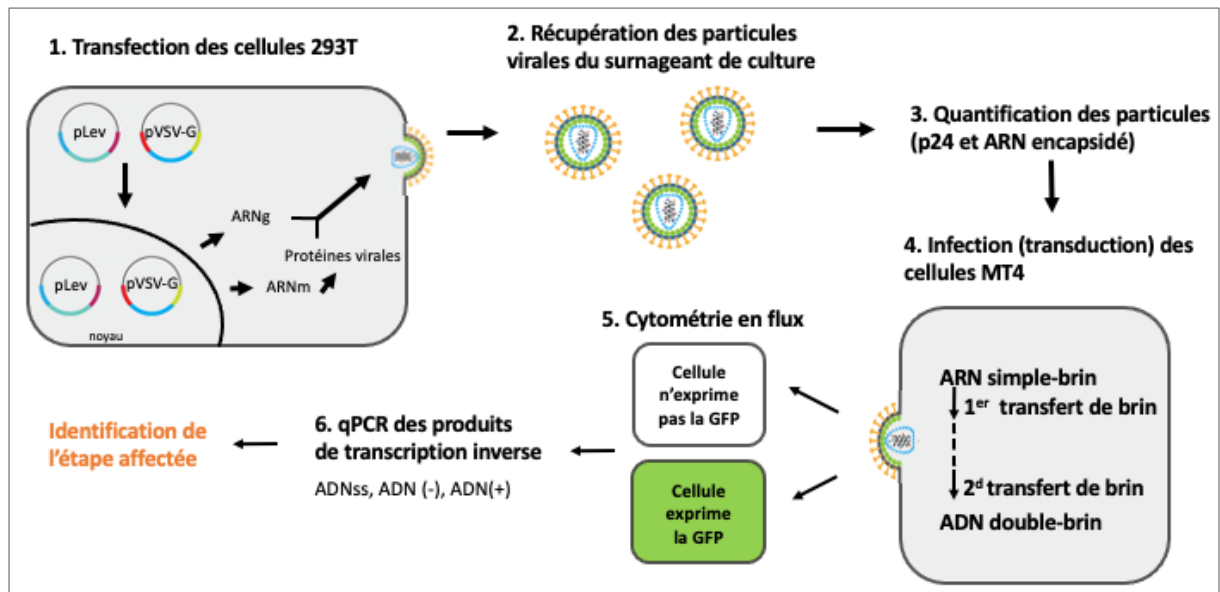 1. Transfection des cellules 293T
pLev
pVSV-G
ARNg
Protéines virales
ARNm
pLev
pVSV-G
noyau
2. Récupération des particules
virales du surnageant de culture
3. Quantification des particules
(p24 et ARN encapsidé)
4. Infection (transduction) des
cellules MT4
ARN simple-brin
1er transfert de brin
2d transfert de brin
ADN double-brin
5. Cytométrie en flux
Cellule
n'exprime
pas la GFP
Cellule
exprime
la GFP
6. qPCR des produits
de transcription inverse
ADNss, ADN (-), ADN(+)
Identification de
l'étape affectée